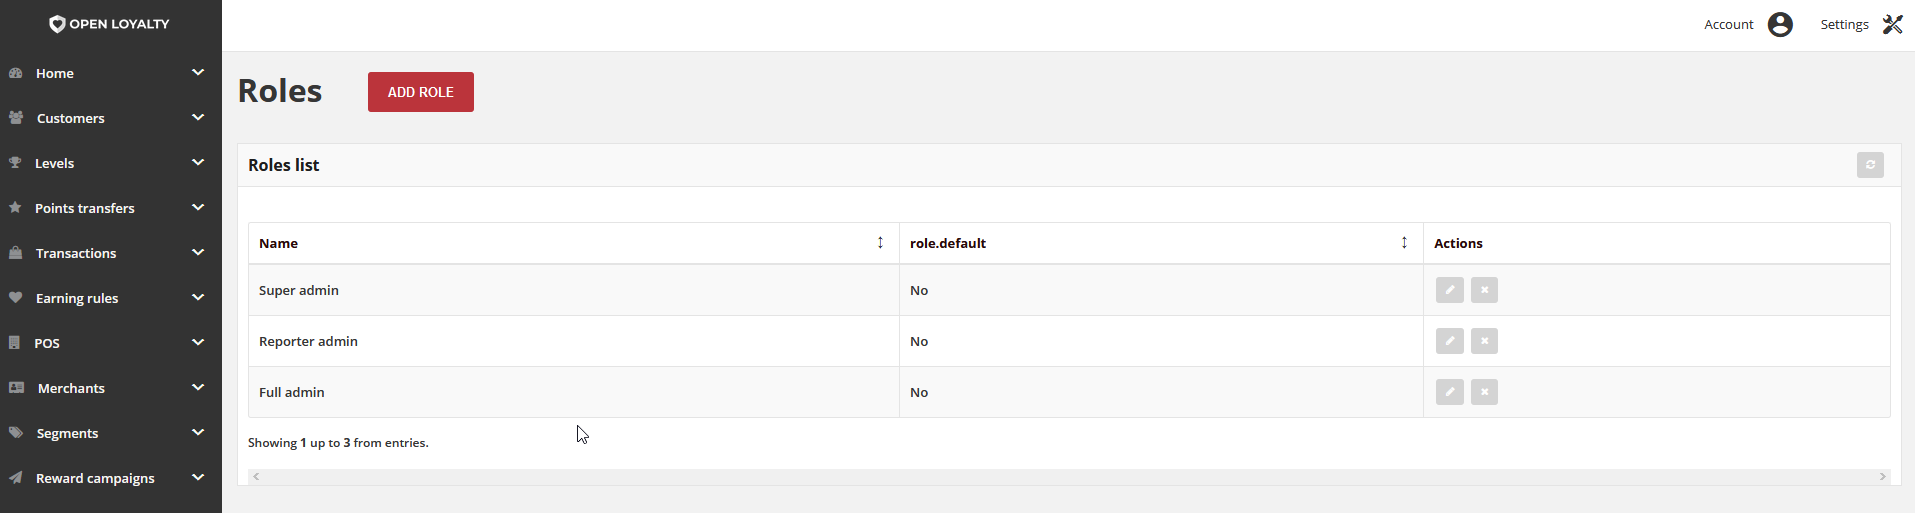 OPEN LOYALTY
Account
Settings
Home
Customers
Levels
Points transfers
Transactions
Earning rules
POS
Merchants
Segments
Reward campaigns
Roles
ADD ROLE
Roles list
Name role.default Actions
Super admin No
Reporter admin No
Full admin No
Showing 1 up to 3 from entries.